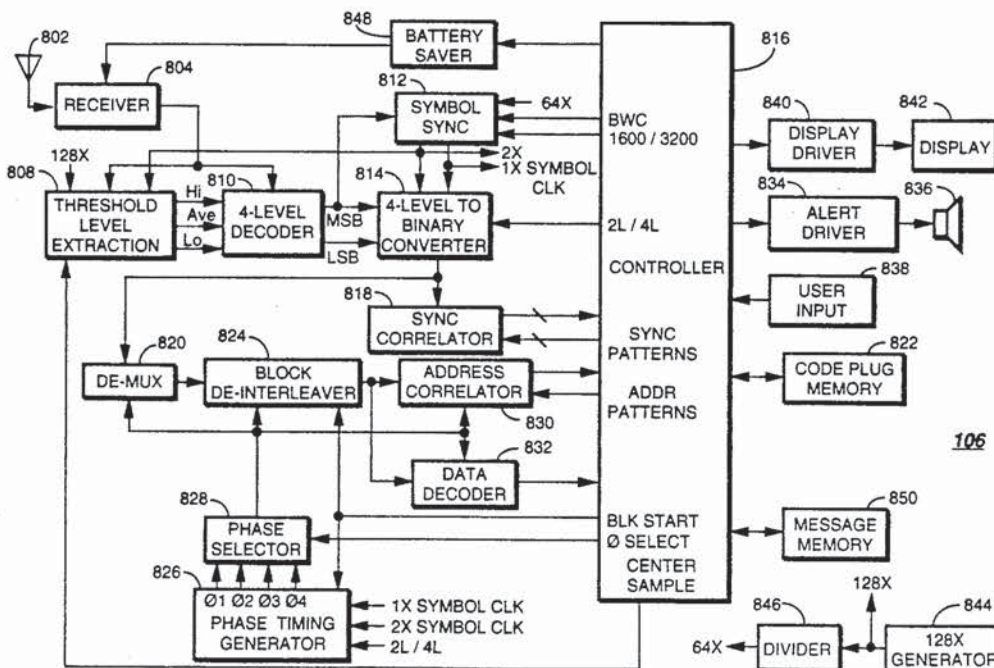 802
848
BATTERY
SAVER
804
RECEIVER
812
SYMBOL
SYNC
64X
816
BWC
1600 / 3200
840
DISPLAY
DRIVER
842
DISPLAY
128X
808
THRESHOLD
LEVEL
EXTRACTION
Hi
Ave
Lo
810
4-LEVEL
DECODER
MSB
LSB
814
4-LEVEL TO
BINARY
CONVERTER
2X
1X SYMBOL
CLK
2L / 4L
CONTROLLER
834
ALERT
DRIVER
836
838
USER
INPUT
818
SYNC
CORRELATOR
SYNC
PATTERNS
822
CODE PLUG
MEMORY
820
DE-MUX
824
BLOCK
DE-INTERLEAVER
ADDRESS
CORRELATOR
830
ADDR
PATTERNS
106
832
DATA
DECODER
828
PHASE
SELECTOR
BLK START
Ø SELECT
CENTER
SAMPLE
850
MESSAGE
MEMORY
826
Ø1 Ø2 Ø3 Ø4
PHASE TIMING
GENERATOR
1X SYMBOL CLK
2X SYMBOL CLK
2L / 4L
128X
64X
846
DIVIDER
844
128X
GENERATOR